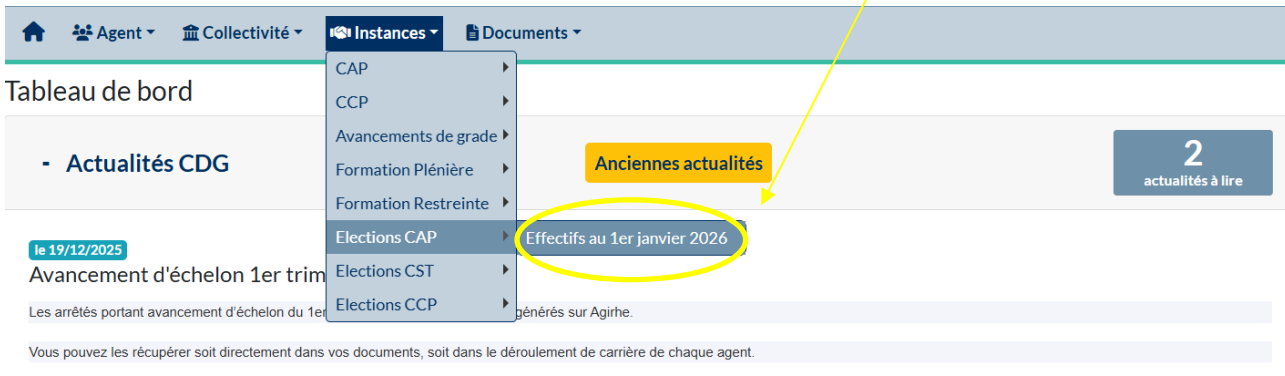 Agent Collectivité Instances Documents
Tableau de bord
CAP
CCP
Avancements de grade
Formation Plénière
Formation Restreinte
Elections CAP
Effectifs au 1er janvier 2026
Elections CST
Elections CCP
- Actualités CDG
Anciennes actualités
2
actualités à lire
le 19/12/2025
Avancement d'échelon 1er trim
Les arrêtés portant avancement d'échelon du 1er générés sur Agirhe.
Vous pouvez les récupérer soit directement dans vos documents, soit dans le déroulement de carrière de chaque agent.